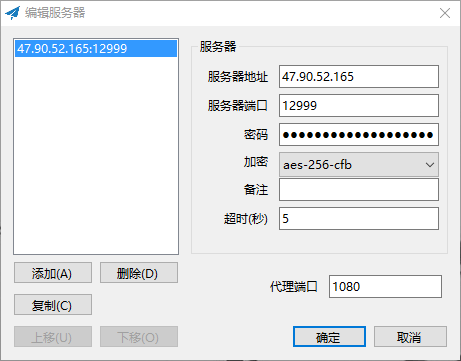 编辑服务器
47.90.52.165:12999
服务器
服务器地址 47.90.52.165
服务器端口 12999
密码 ●●●●●●●●●●●●●●●●●●●
加密 aes-256-cfb
备注
超时(秒) 5
添加(A) 删除(D)
代理端口 1080
复制(C)
上移(U) 下移(O) 确定 取消